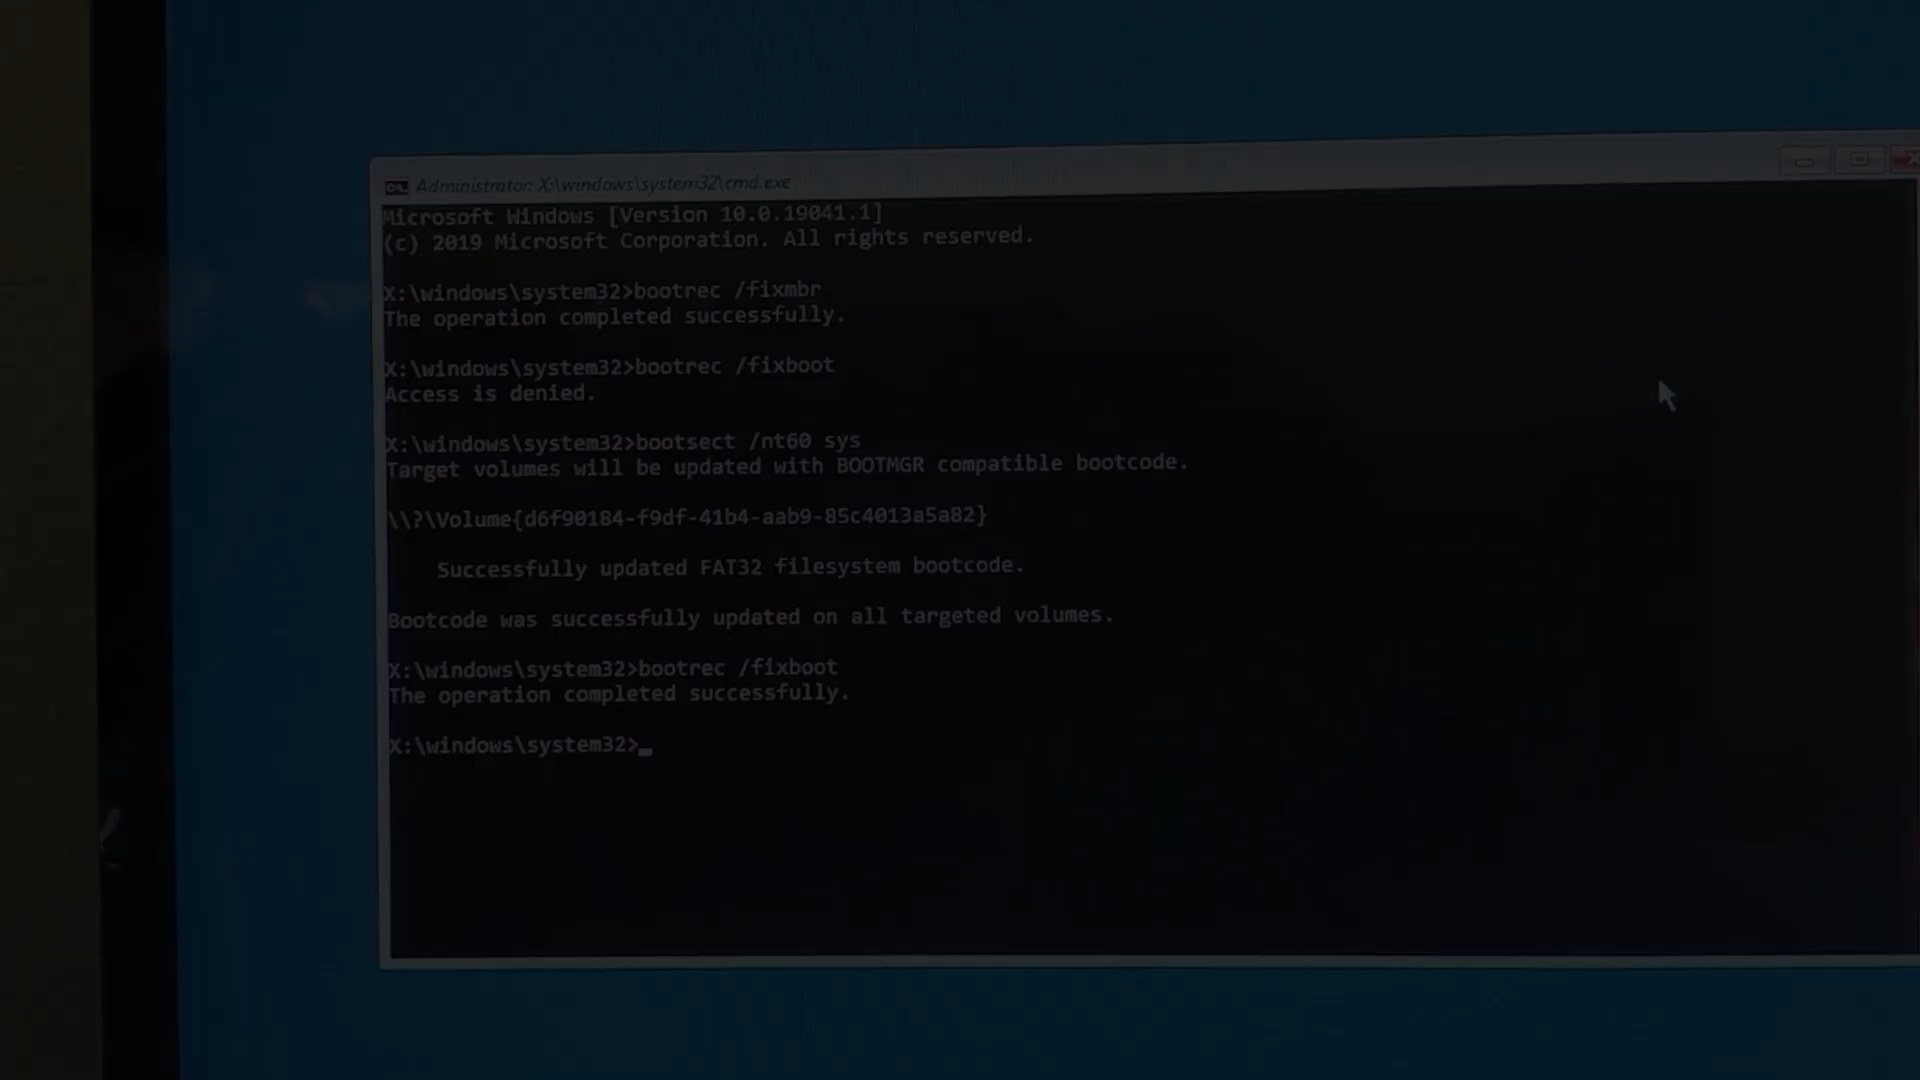 Administrator: X:\windows\system32\cmd.exe
Microsoft Windows [Version 10.0.19041.1]
(c) 2019 Microsoft Corporation. All rights reserved.
X:\windows\system32>bootrec /fixmbr
The operation completed successfully.
X:\windows\system32>bootrec /fixboot
Access is denied.
X:\windows\system32>bootsect /nt60 sys
Target volumes will be updated with BOOTMGR compatible bootcode.
\\?\Volume{d6f90184-f9df-41b4-aab9-85c4013a5a82}
Successfully updated FAT32 filesystem bootcode.
Bootcode was successfully updated on all targeted volumes.
X:\windows\system32>bootrec /fixboot
The operation completed successfully.
X:\windows\system32>